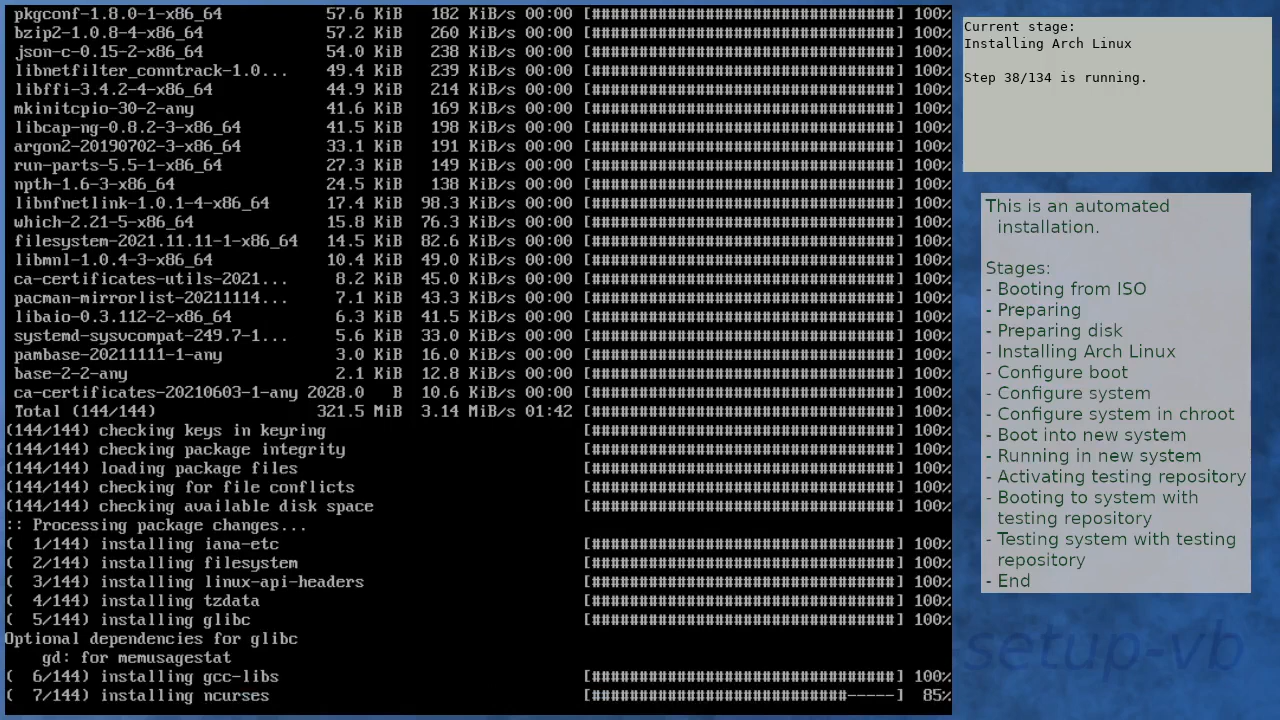 pkgconf-1.8.0-1-x86_64 57.6 KiB 182 KiB/s 00:00 [################################] 100%
bzip2-1.0.8-4-x86_64 57.2 KiB 260 KiB/s 00:00 [################################] 100%
json-c-0.15-2-x86_64 54.0 KiB 238 KiB/s 00:00 [################################] 100%
libnetfilter_conntrack-1.0... 49.4 KiB 239 KiB/s 00:00 [################################] 100%
libffi-3.4.2-4-x86_64 44.9 KiB 214 KiB/s 00:00 [################################] 100%
mkinitcpio-30-2-any 41.6 KiB 169 KiB/s 00:00 [################################] 100%
libcap-ng-0.8.2-3-x86_64 41.5 KiB 198 KiB/s 00:00 [################################] 100%
argon2-20190702-3-x86_64 33.1 KiB 191 KiB/s 00:00 [################################] 100%
run-parts-5.5-1-x86_64 27.3 KiB 149 KiB/s 00:00 [################################] 100%
npth-1.6-3-x86_64 24.5 KiB 138 KiB/s 00:00 [################################] 100%
libnfnetlink-1.0.1-4-x86_64 17.4 KiB 98.3 KiB/s 00:00 [################################] 100%
which-2.21-5-x86_64 15.8 KiB 76.3 KiB/s 00:00 [################################] 100%
filesystem-2021.11.11-1-x86_64 14.5 KiB 82.6 KiB/s 00:00 [################################] 100%
libmnl-1.0.4-3-x86_64 10.4 KiB 49.0 KiB/s 00:00 [################################] 100%
ca-certificates-utils-2021... 8.2 KiB 45.0 KiB/s 00:00 [################################] 100%
pacman-mirrorlist-20211114... 7.1 KiB 43.3 KiB/s 00:00 [################################] 100%
libaio-0.3.112-2-x86_64 6.3 KiB 41.5 KiB/s 00:00 [################################] 100%
systemd-sysvcompat-249.7-1... 5.6 KiB 33.0 KiB/s 00:00 [################################] 100%
pambase-20211111-1-any 3.0 KiB 16.0 KiB/s 00:00 [################################] 100%
base-2-2-any 2.1 KiB 12.8 KiB/s 00:00 [################################] 100%
ca-certificates-20210603-1-any 2028.0 B 10.6 KiB/s 00:00 [################################] 100%
Total (144/144) 321.5 MiB 3.14 MiB/s 01:42 [################################] 100%
(144/144) checking keys in keyring [################################] 100%
(144/144) checking package integrity [################################] 100%
(144/144) loading package files [################################] 100%
(144/144) checking for file conflicts [################################] 100%
(144/144) checking available disk space [################################] 100%
:: Processing package changes...
( 1/144) installing iana-etc [################################] 100%
( 2/144) installing filesystem [################################] 100%
( 3/144) installing linux-api-headers [################################] 100%
( 4/144) installing tzdata [################################] 100%
( 5/144) installing glibc [################################] 100%
Optional dependencies for glibc
gd: for memusagestat
( 6/144) installing gcc-libs [################################] 100%
( 7/144) installing ncurses [###########################-----] 85%
Current stage:
Installing Arch Linux
Step 38/134 is running.
This is an automated
installation.
Stages:
- Booting from ISO
- Preparing
- Preparing disk
- Installing Arch Linux
- Configure boot
- Configure system
- Configure system in chroot
- Boot into new system
- Running in new system
- Activating testing repository
- Booting to system with
testing repository
- Testing system with testing
repository
- End
setup-vb